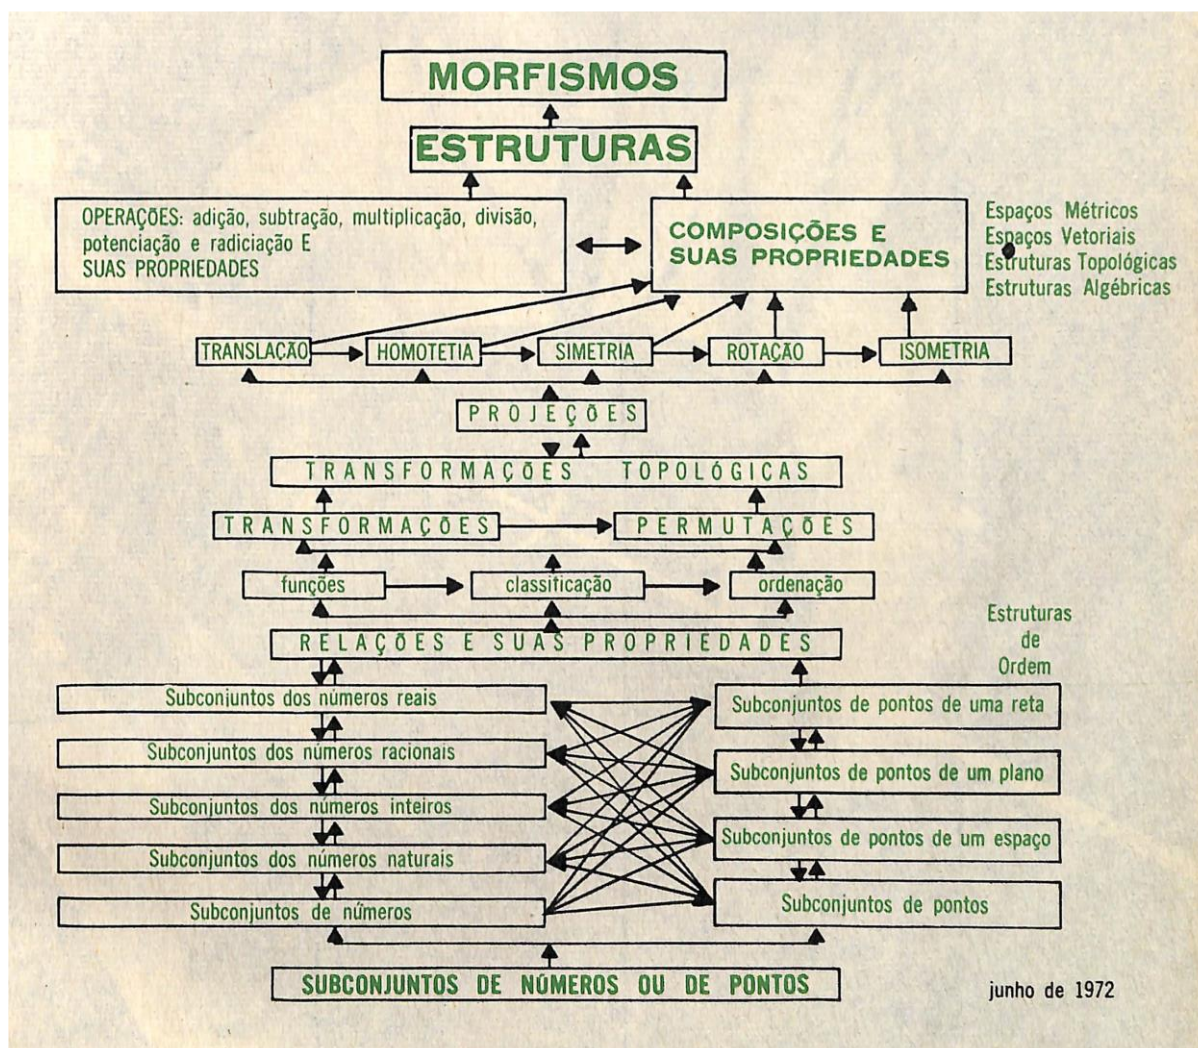 MORFISMOS
ESTRUTURAS
OPERAÇÕES: adição, subtração, multiplicação, divisão,
potenciação e radiciação E
SUAS PROPRIEDADES
COMPOSIÇÕES E
SUAS PROPRIEDADES
Espaços Métricos
Espaços Vetoriais
Estruturas Topológicas
Estruturas Algébricas
TRANSLAÇÃO
HOMOTETIA
SIMETRIA
ROTAÇÃO
ISOMETRIA
PROJEÇÕES
TRANSFORMAÇÕES TOPOLÓGICAS
TRANSFORMAÇÕES
PERMUTAÇÕES
funções
classificação
ordenação
RELAÇÕES E SUAS PROPRIEDADES
Estruturas
de
Ordem
Subconjuntos dos números reais
Subconjuntos de pontos de uma reta
Subconjuntos dos números racionais
Subconjuntos de pontos de um plano
Subconjuntos dos números inteiros
Subconjuntos de pontos de um espaço
Subconjuntos dos números naturais
Subconjuntos de pontos
Subconjuntos de números
SUBCONJUNTOS DE NÚMEROS OU DE PONTOS
junho de 1972